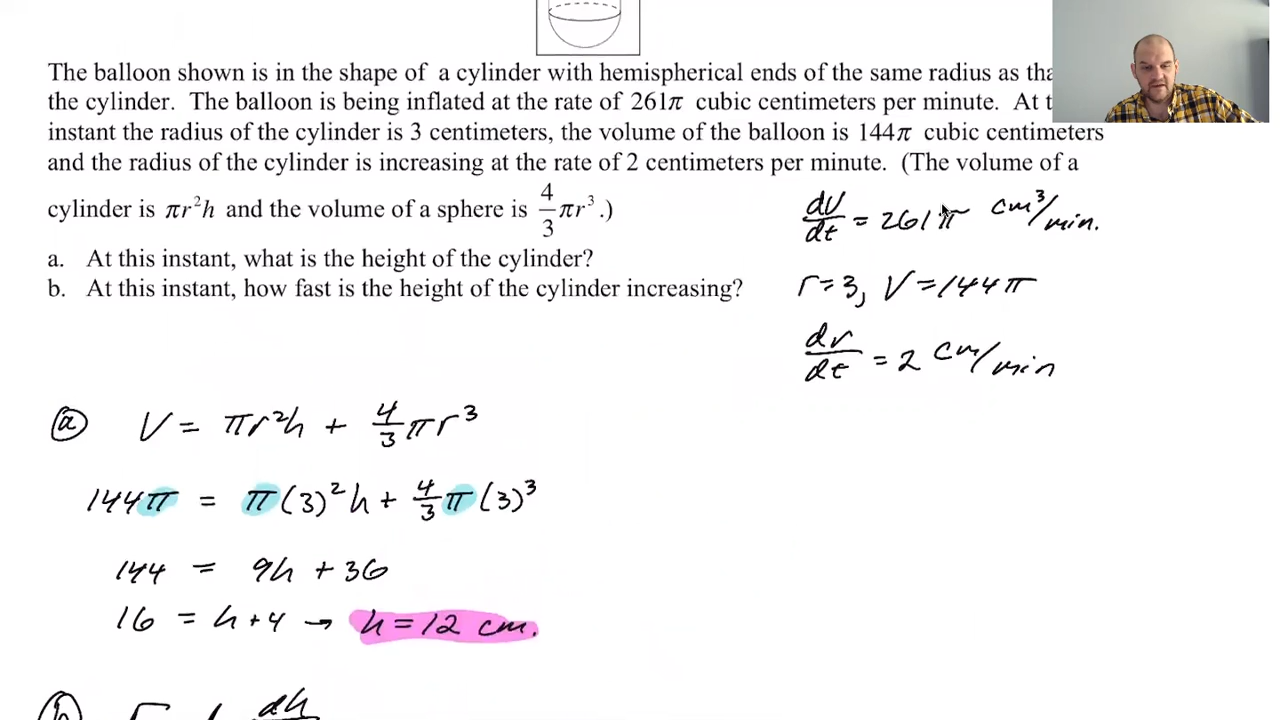 The balloon shown is in the shape of a cylinder with hemispherical ends of the same radius as
the cylinder. The balloon is being inflated at the rate of 261π cubic centimeters per minute. At
instant the radius of the cylinder is 3 centimeters, the volume of the balloon is 144π cubic centimeters
and the radius of the cylinder is increasing at the rate of 2 centimeters per minute. (The volume of a
cylinder is πr²h and the volume of a sphere is 4/3 πr³.)
a. At this instant, what is the height of the cylinder?
b. At this instant, how fast is the height of the cylinder increasing?
dV/dt = 261π cm³/min.
r=3, V=144π
dr/dt = 2 cm/min
ⓐ V = πr²h + 4/3 πr³
144π = π(3)²h + 4/3 π(3)³
144 = 9h + 36
16 = h+4 → h=12 cm.
dh